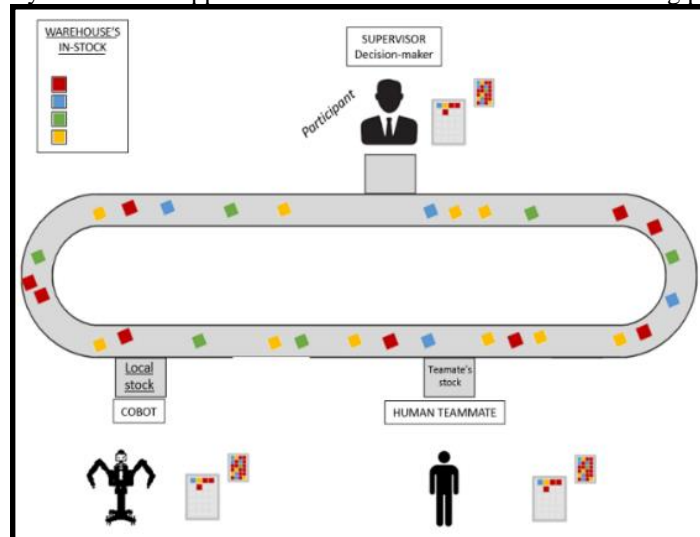 WAREHOUSE'S
IN-STOCK
SUPERVISOR
Decision-maker
Participant
Local
stock
COBOT
Teamate's
stock
HUMAN TEAMMATE